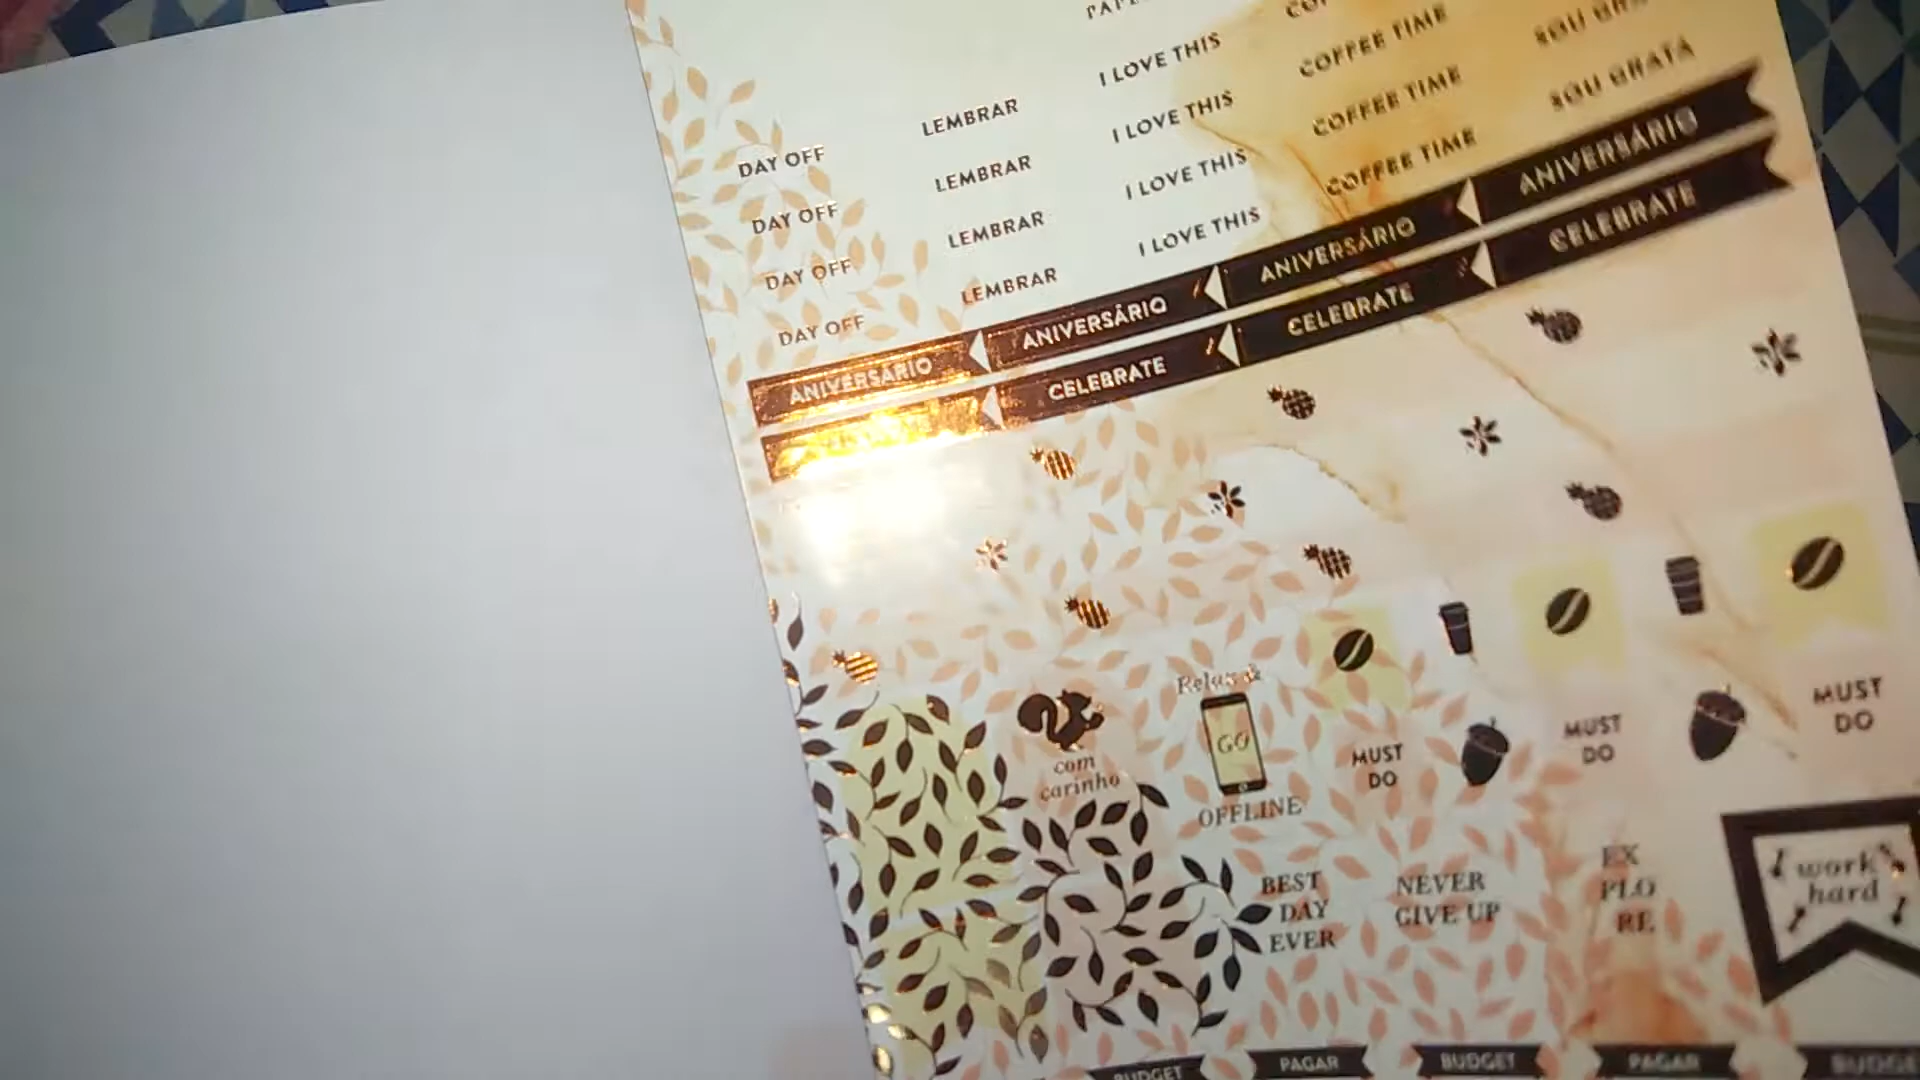 I LOVE THIS
COFFEE TIME
LEMBRAR
I LOVE THIS
COFFEE TIME
SOU GRATA
DAY OFF
LEMBRAR
I LOVE THIS
COFFEE TIME
DAY OFF
LEMBRAR
I LOVE THIS
DAY OFF
LEMBRAR
DAY OFF
ANIVERSÁRIO ANIVERSÁRIO ANIVERSÁRIO ANIVERSÁRIO
CELEBRATE CELEBRATE CELEBRATE
com
carinho
Relax &
GO
OFFLINE
MUST
DO
MUST
DO
MUST
DO
BEST
DAY
EVER
NEVER
GIVE UP
EX
PLO
RE
work
hard
BUDGET PAGAR BUDGET PAGAR